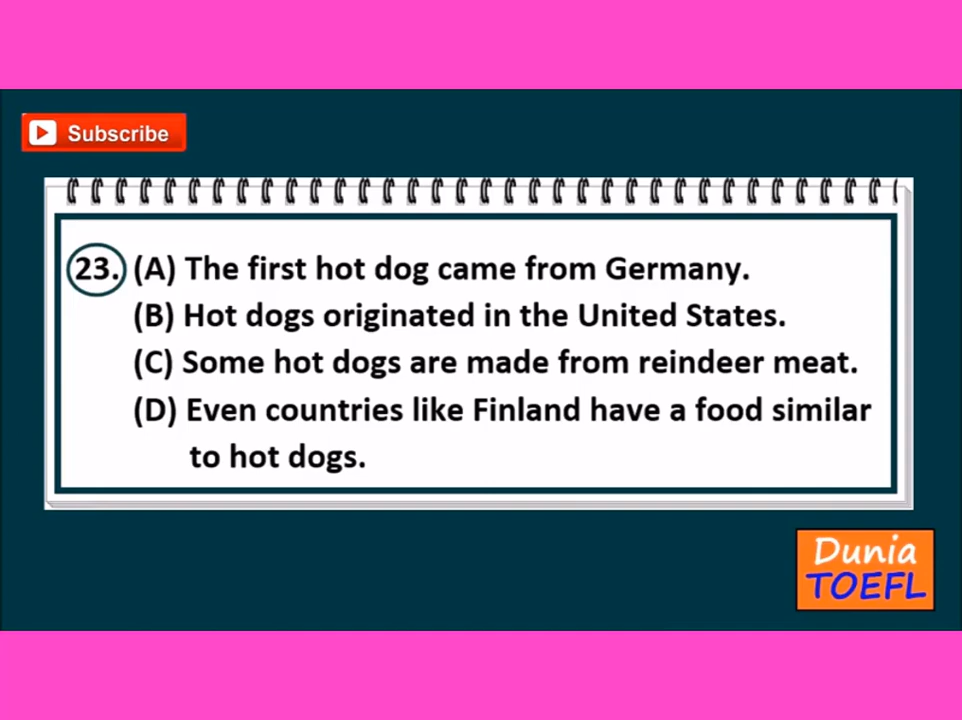 Subscribe
23. (A) The first hot dog came from Germany.
(B) Hot dogs originated in the United States.
(C) Some hot dogs are made from reindeer meat.
(D) Even countries like Finland have a food similar
to hot dogs.
Dunia
TOEFL